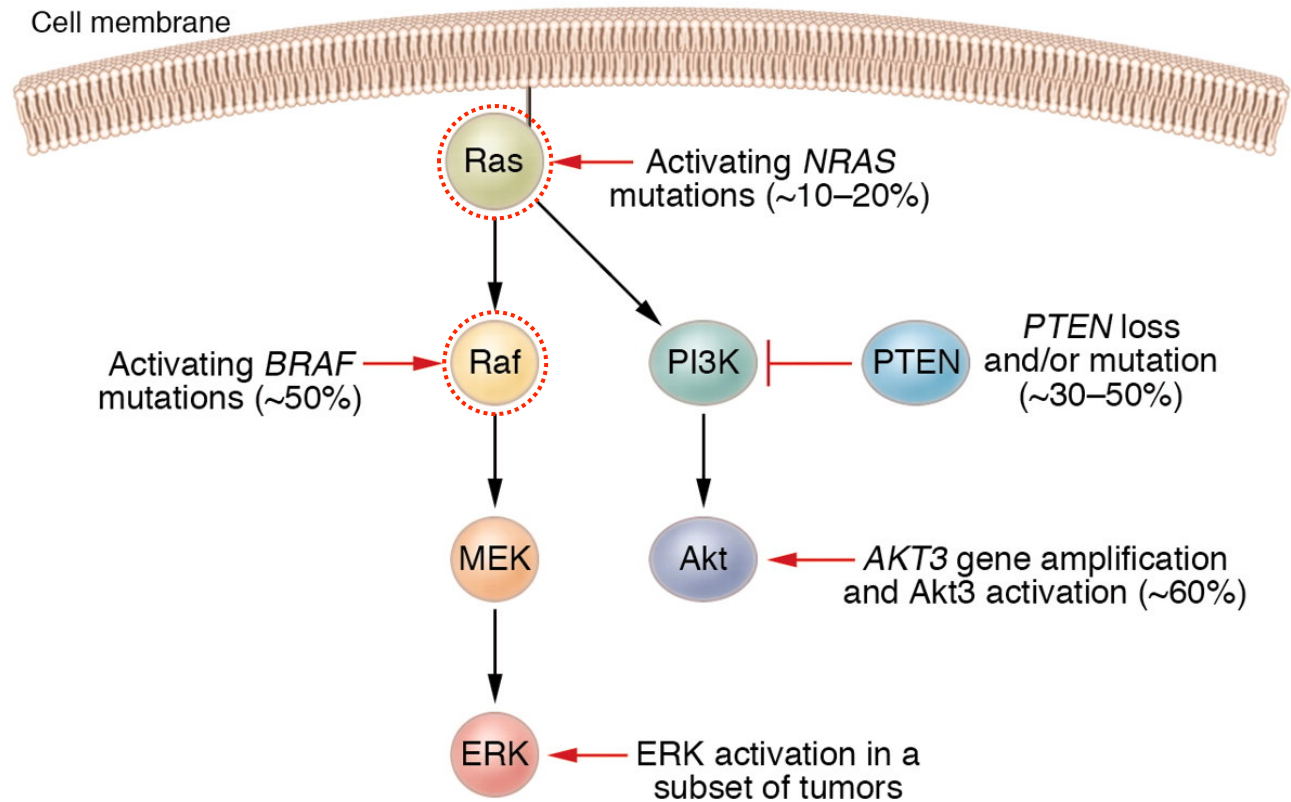 Cell membrane
Ras
Activating NRAS
mutations (~10–20%)
Activating BRAF
mutations (~50%)
Raf
PI3K
PTEN
PTEN loss
and/or mutation
(~30–50%)
MEK
Akt
AKT3 gene amplification
and Akt3 activation (~60%)
ERK
ERK activation in a
subset of tumors